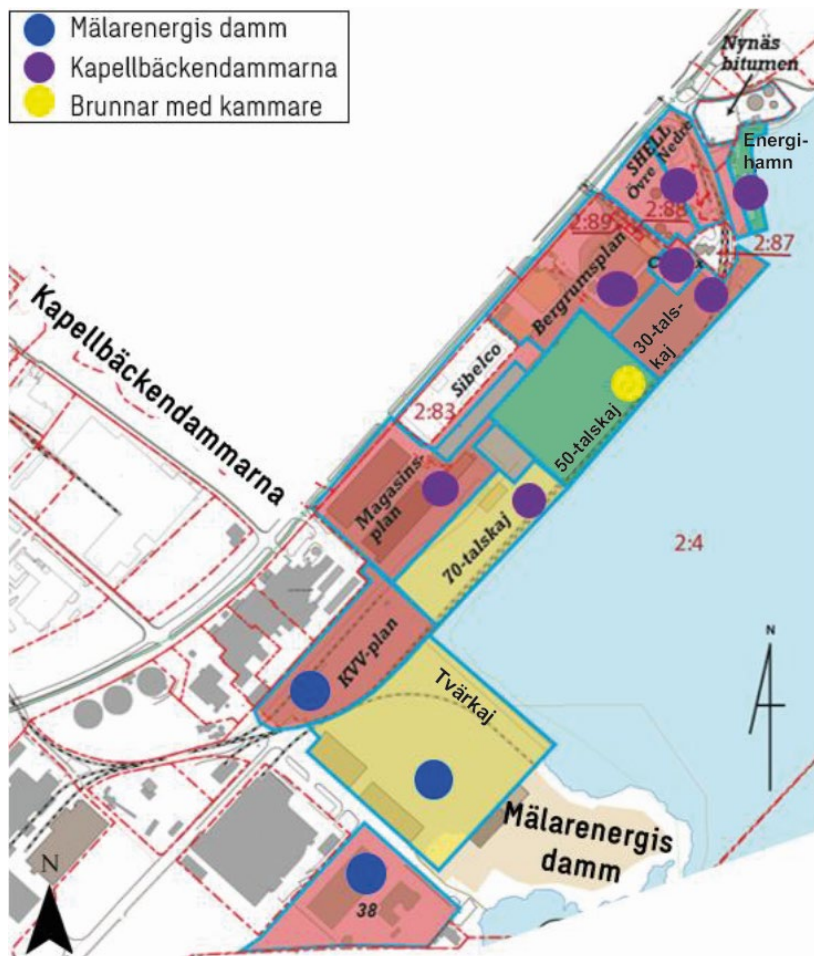 Mälarenergis damm
Kapellbäckendammarna
Brunnar med kammare
Nynäs
bitumen
Energi-
hamn
SHELL
Övre Nedre
2:89
2:88
2:87
Bergrumsplan
30-tals-
kaj
Sibelco
2:83
50-talskaj
Kapellbäckendammarna
Magasins-
plan
70-talskaj
2:4
N
KVV-plan
Tvärkaj
Mälarenergis
damm
N
38